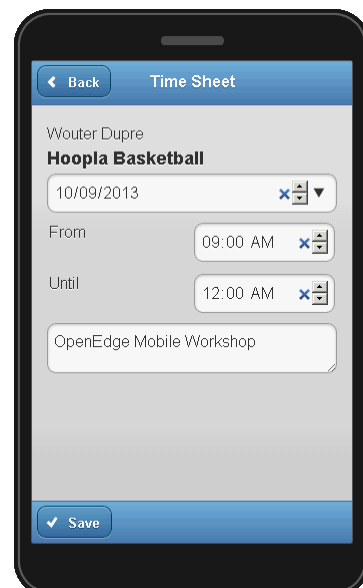 Back
Time Sheet
Wouter Dupre
Hoopla Basketball
10/09/2013
From
09:00 AM
Until
12:00 AM
OpenEdge Mobile Workshop
Save